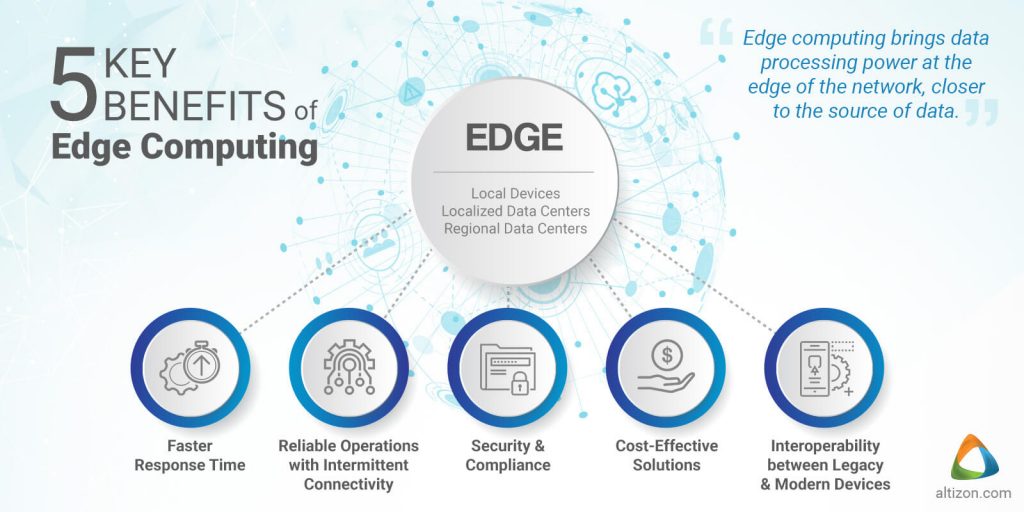 5 KEY
BENEFITS of
Edge Computing
“ Edge computing brings data
processing power at the
edge of the network, closer
to the source of data. ”
EDGE
Local Devices
Localized Data Centers
Regional Data Centers
$
Faster
Response Time
Reliable Operations
with Intermittent
Connectivity
Security &
Compliance
Cost-Effective
Solutions
Interoperability
between Legacy
& Modern Devices
altizon.com